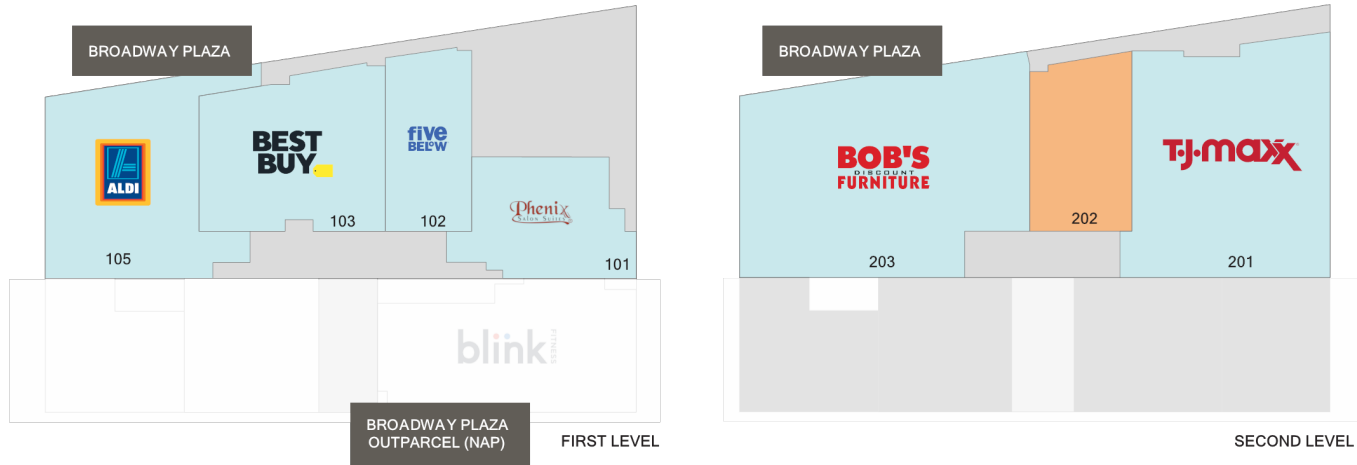 BROADWAY PLAZA
ALDI
BEST
BUY
five
BELOW
Phenix
Salon Suites
105
103
102
101
blink
FITNESS
BROADWAY PLAZA
OUTPARCEL (NAP)
FIRST LEVEL
BROADWAY PLAZA
BOB'S
DISCOUNT
FURNITURE
T•J•maxx
203
202
201
SECOND LEVEL